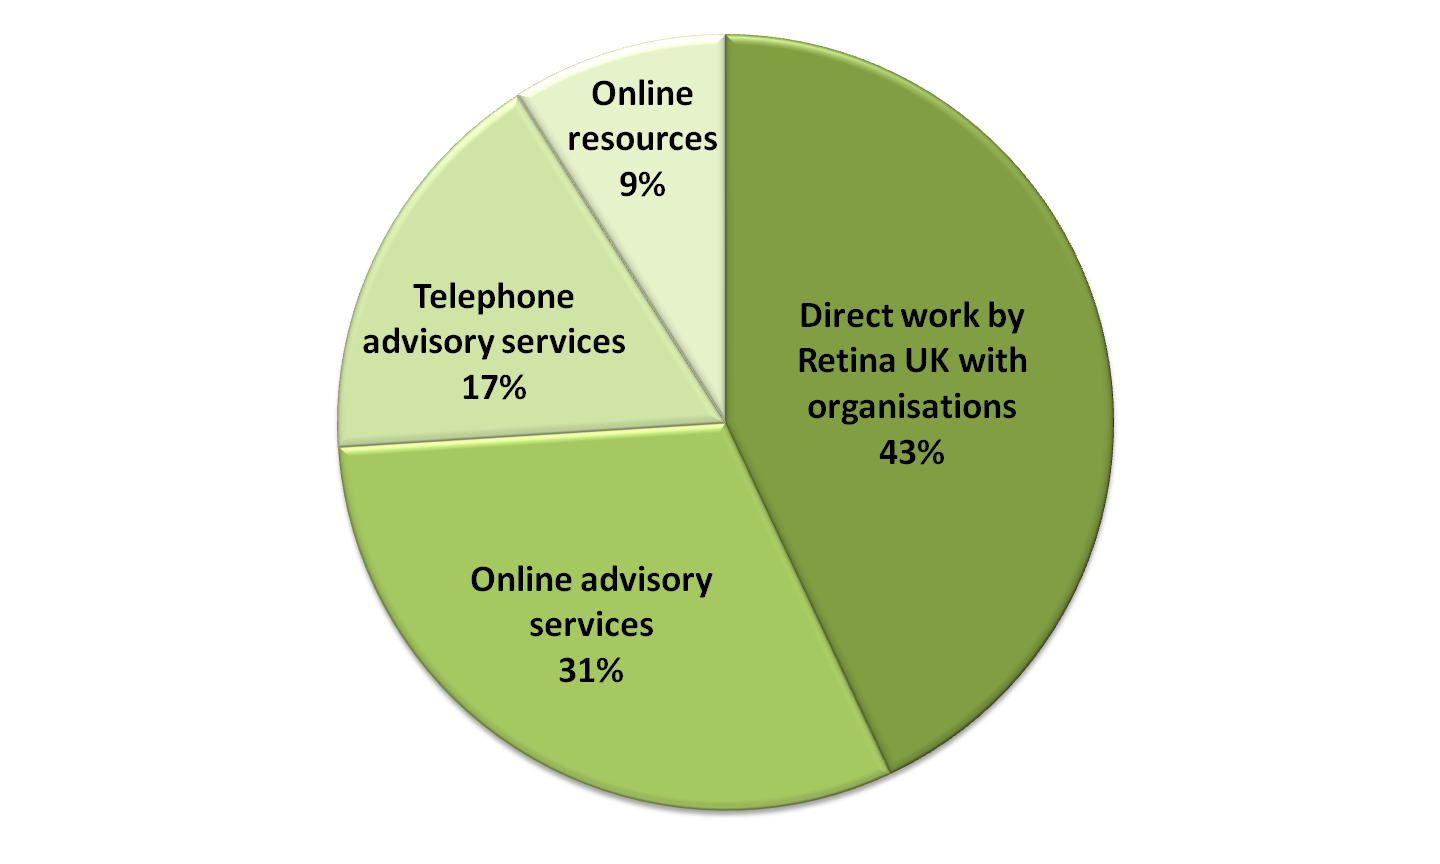 Online
resources
9%
Telephone
advisory services
17%
Direct work by
Retina UK with
organisations
43%
Online advisory
services
31%